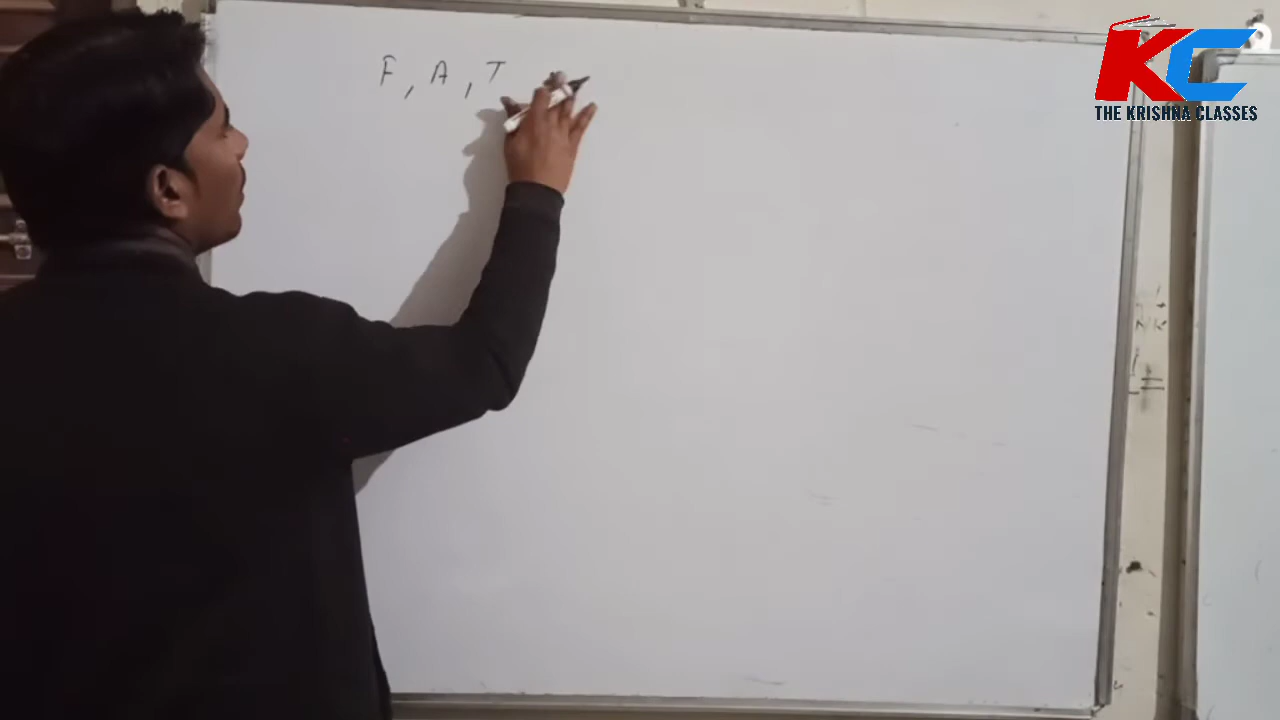 F, A, T
KC
THE KRISHNA CLASSES